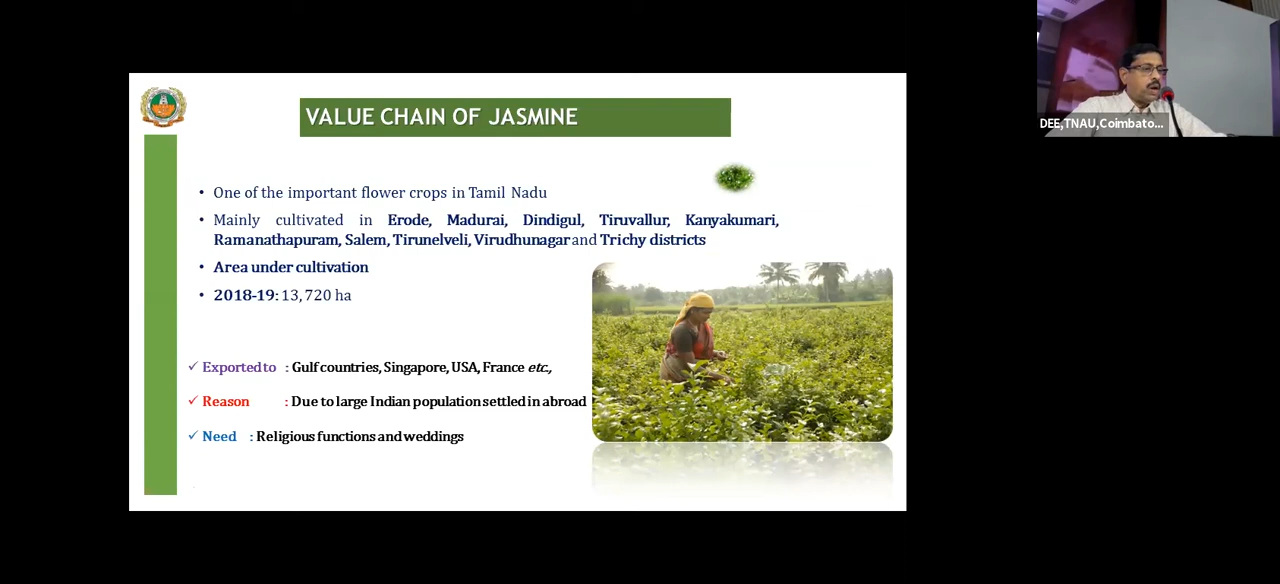 VALUE CHAIN OF JASMINE
DEE,TNAU,Coimbato...
• One of the important flower crops in Tamil Nadu
• Mainly cultivated in Erode, Madurai, Dindigul, Tiruvallur, Kanyakumari,
Ramanathapuram, Salem, Tirunelveli, Virudhunagar and Trichy districts
• Area under cultivation
• 2018-19: 13,720 ha
✓ Exported to : Gulf countries, Singapore, USA, France etc.,
✓ Reason : Due to large Indian population settled in abroad
✓ Need : Religious functions and weddings